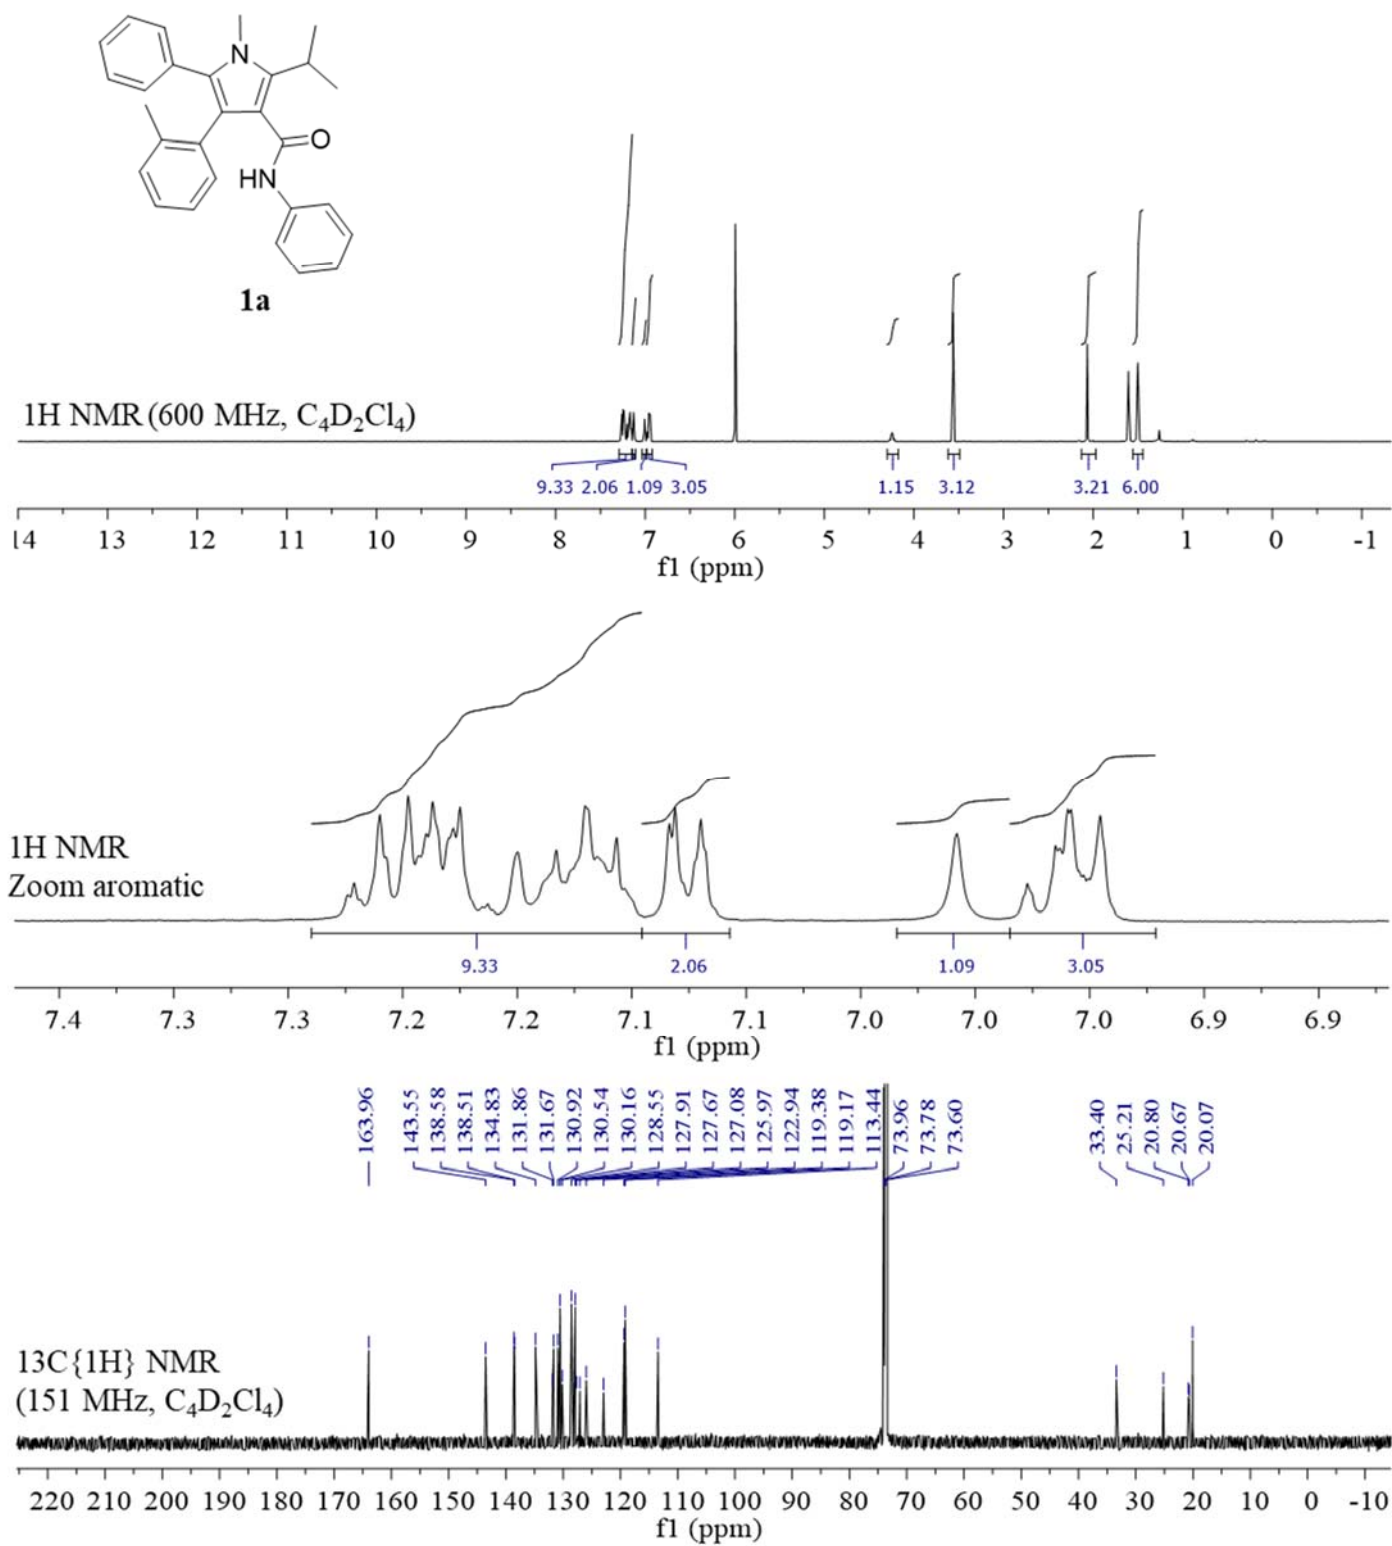 N
O
HN
1a
1H NMR (600 MHz, C4D2Cl4)
9.33 2.06 1.09 3.05 1.15 3.12 3.21 6.00
14 13 12 11 10 9 8 7 6 5 4 3 2 1 0 -1
f1 (ppm)
1H NMR
Zoom aromatic
9.33 2.06 1.09 3.05
7.4 7.3 7.3 7.2 7.2 7.1 7.1 7.0 7.0 7.0 6.9 6.9
f1 (ppm)
163.96 143.55 138.58 138.51 134.83 131.86 131.67 130.92 130.54 130.16 128.55 127.91 127.67 127.08 125.97 122.94 119.38 119.17 113.44 73.96 73.78 73.60 33.40 25.21 20.80 20.67 20.07
13C{1H} NMR
(151 MHz, C4D2Cl4)
220 210 200 190 180 170 160 150 140 130 120 110 100 90 80 70 60 50 40 30 20 10 0 -10
f1 (ppm)